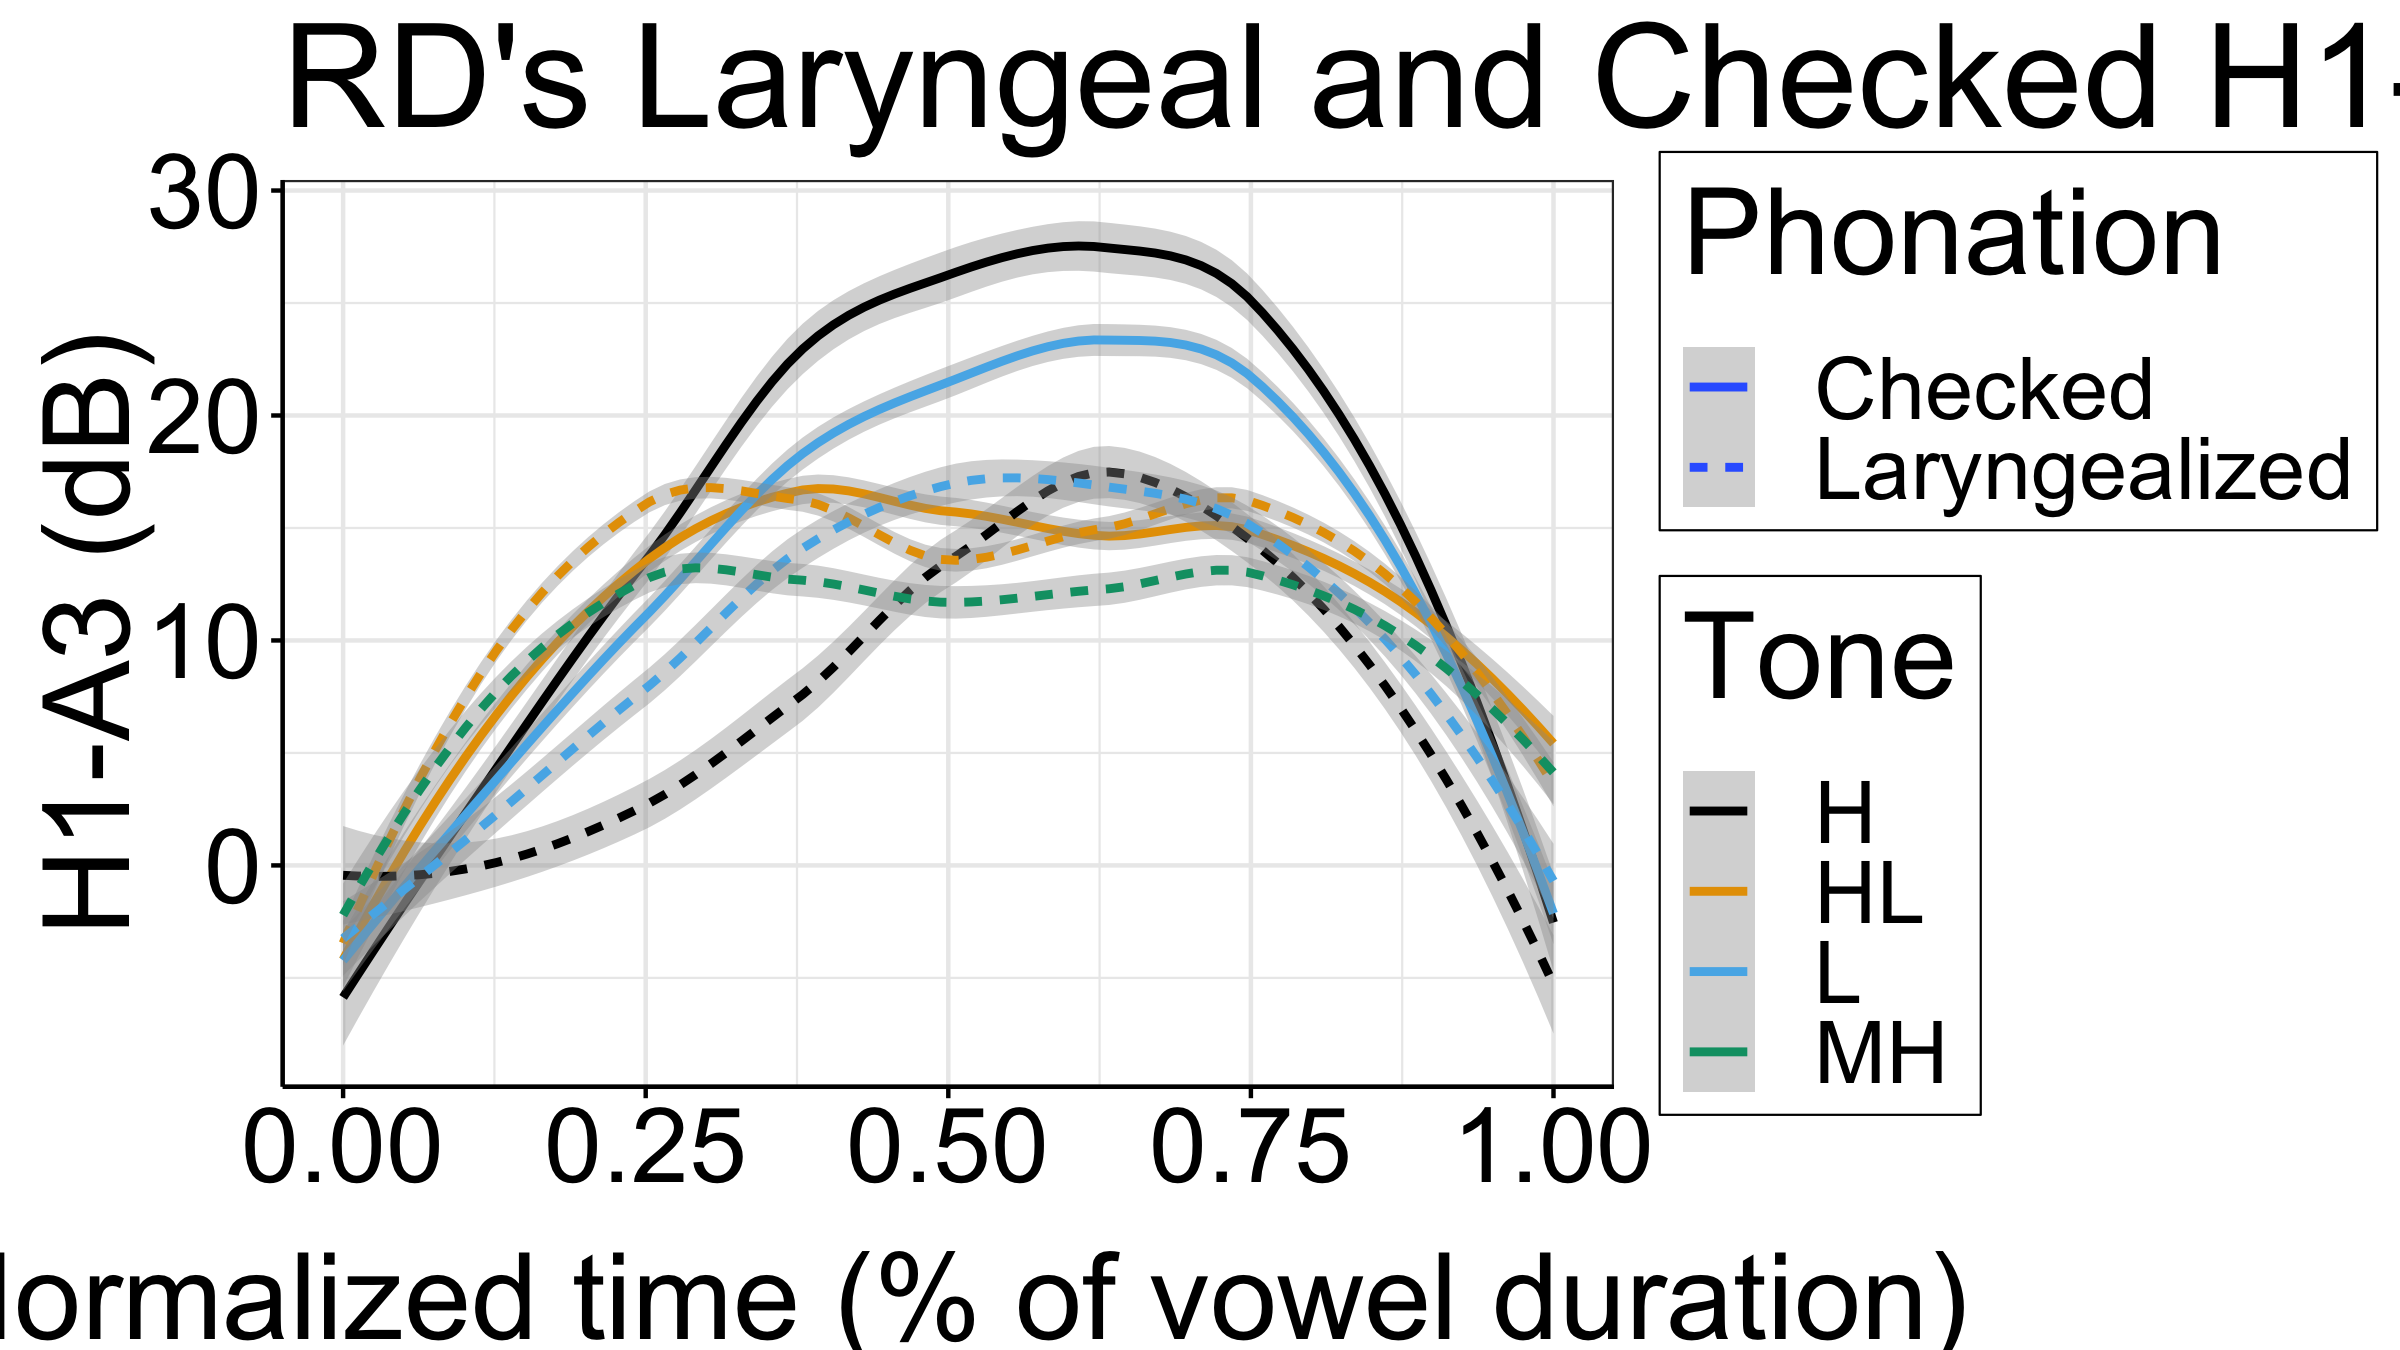 RD's Laryngeal and Checked H1-
H1-A3 (dB)
30
20
10
0
0.00 0.25 0.50 0.75 1.00
time (% of vowel duration)
Phonation
Checked
Laryngealized
Tone
H
HL
L
MH